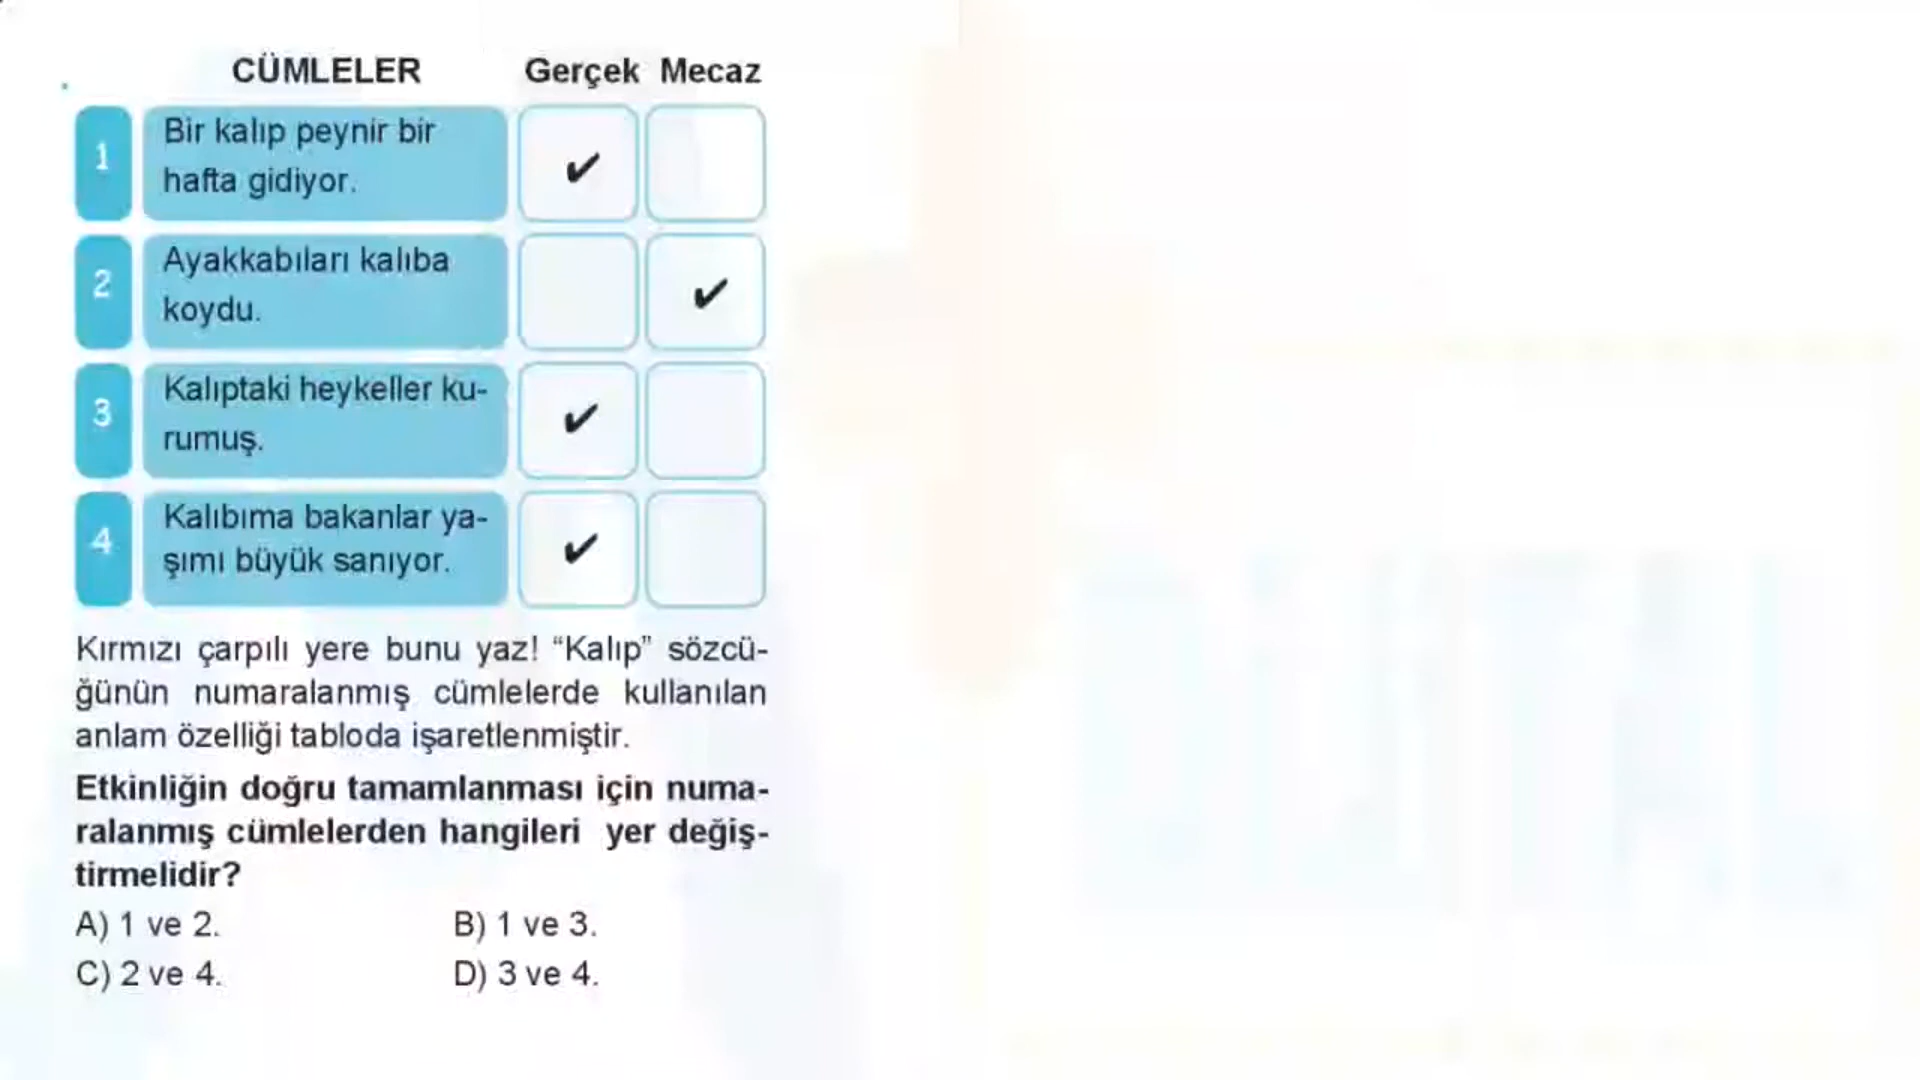 CÜMLELER Gerçek Mecaz
1 Bir kalıp peynir bir
hafta gidiyor. ✔
2 Ayakkabıları kalıba
koydu. ✔
3 Kalıptaki heykeller ku-
rumuş. ✔
4 Kalıbıma bakanlar ya-
şımı büyük sanıyor. ✔
Kırmızı çarpılı yere bunu yaz! “Kalıp” sözcü-
ğünün numaralanmış cümlelerde kullanılan
anlam özelliği tabloda işaretlenmiştir.
Etkinliğin doğru tamamlanması için numa-
ralanmış cümlelerden hangileri yer değiş-
tirmelidir?
A) 1 ve 2. B) 1 ve 3.
C) 2 ve 4. D) 3 ve 4.
DİJİTAL